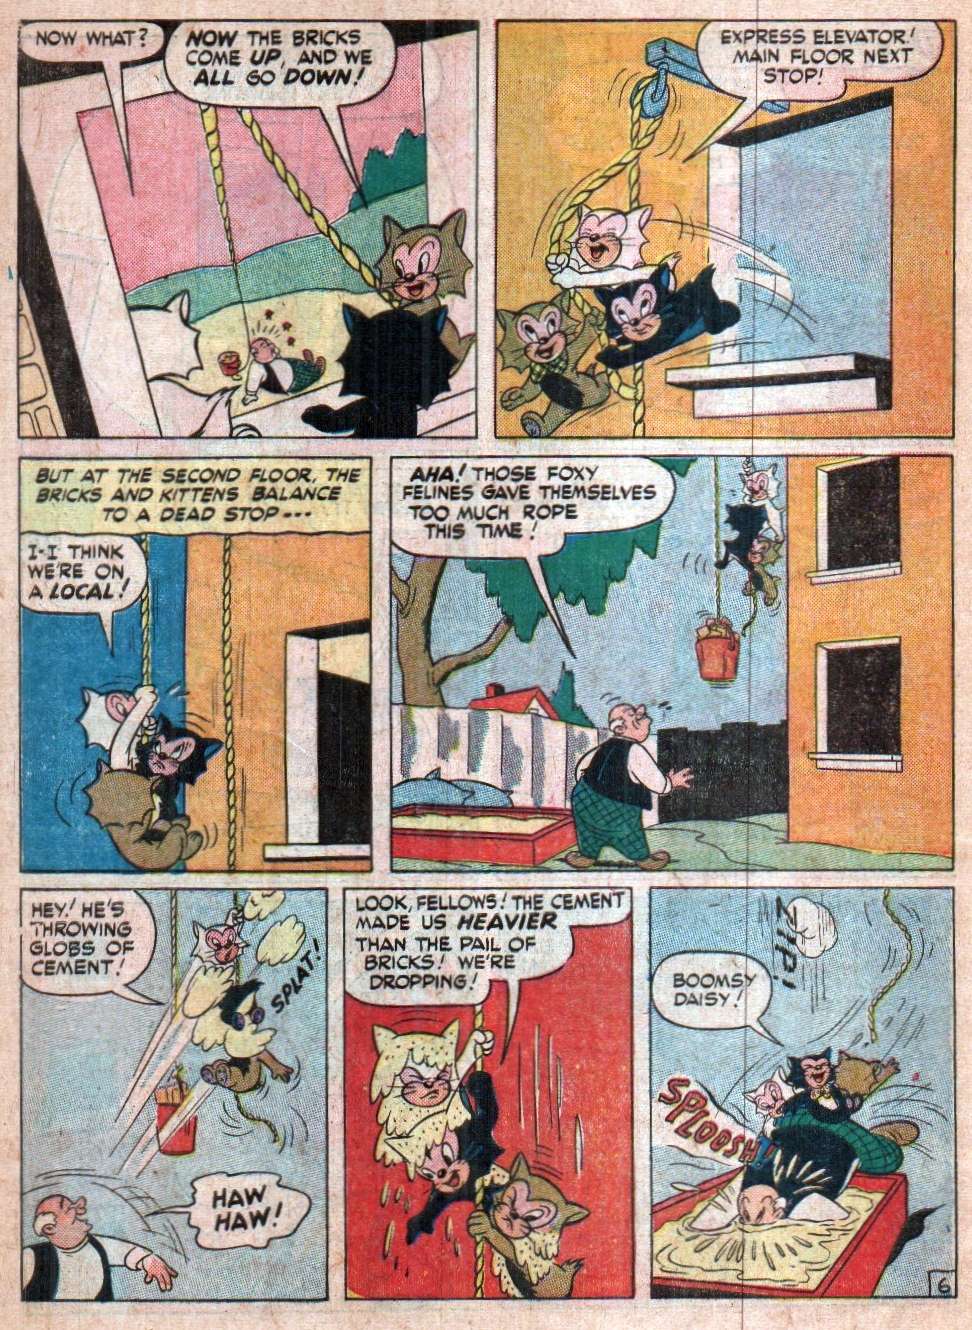 NOW WHAT?
NOW THE BRICKS
COME UP, AND WE
ALL GO DOWN!
EXPRESS ELEVATOR!
MAIN FLOOR NEXT
STOP!
BUT AT THE SECOND FLOOR, THE
BRICKS AND KITTENS BALANCE
TO A DEAD STOP---
I-I THINK
WE'RE ON
A LOCAL!
AHA! THOSE FOXY
FELINES GAVE THEMSELVES
TOO MUCH ROPE
THIS TIME!
HEY! HE'S
THROWING
GLOBS OF
CEMENT!
SPLAT!
HAW
HAW!
LOOK, FELLOWS! THE CEMENT
MADE US HEAVIER
THAN THE PAIL OF
BRICKS! WE'RE
DROPPING!
ZIPP!
BOOMSY
DAISY!
SPLOOSH!
6